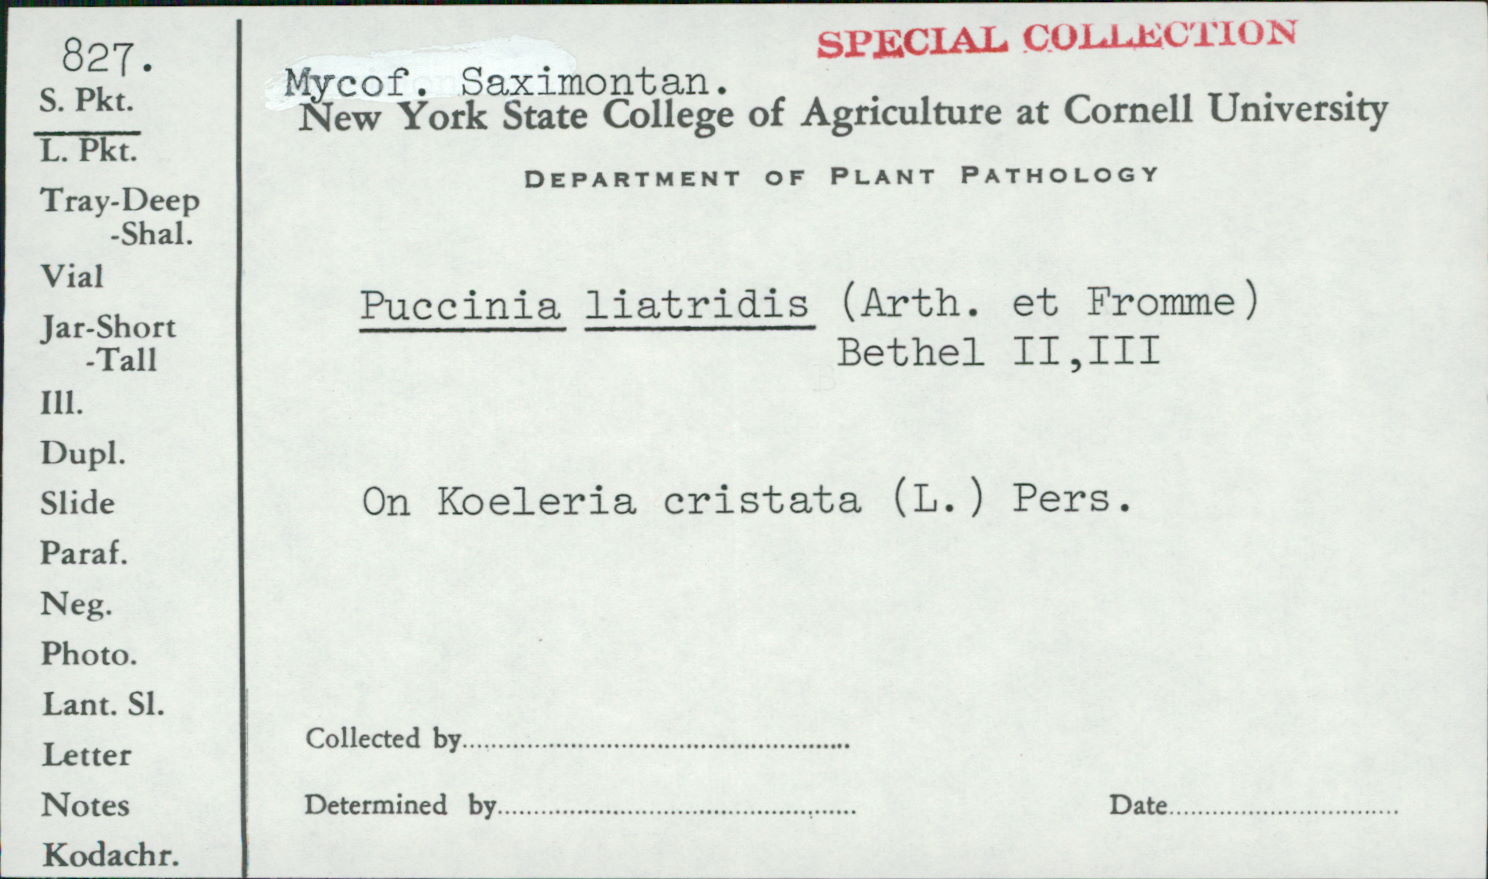 827.
S. Pkt.
L. Pkt.
Tray-Deep
-Shal.
Vial
Jar-Short
-Tall
Ill.
Dupl.
Slide
Paraf.
Neg.
Photo.
Lant. Sl.
Letter
Notes
Kodachr.
SPECIAL COLLECTION
Mycof. Saximontan.
New York State College of Agriculture at Cornell University
DEPARTMENT OF PLANT PATHOLOGY
Puccinia liatridis (Arth. et Fromme)
Bethel II,III
On Koeleria cristata (L.) Pers.
Collected by
Determined by
Date